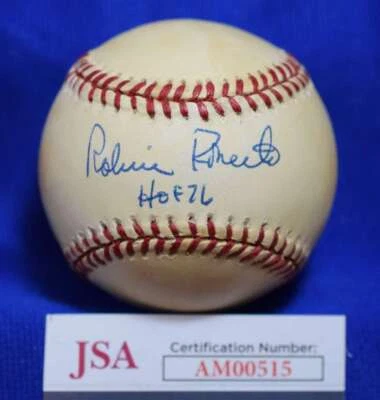 Robin Roberts
HOF 76
JSA
Certification Number:
AM00515